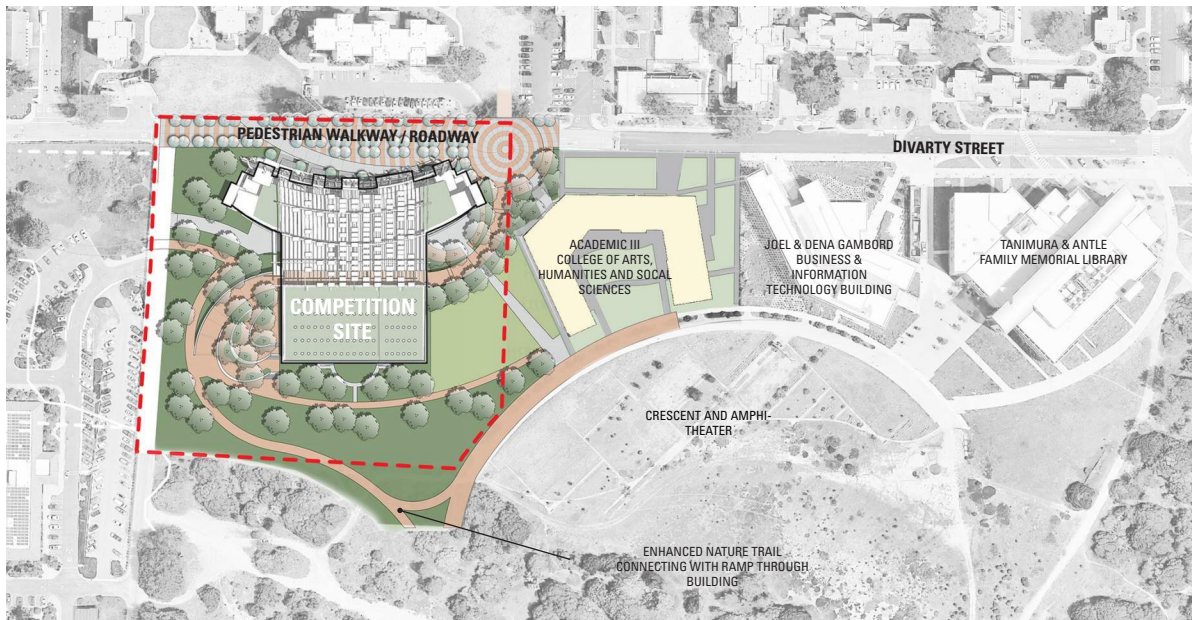 PEDESTRIAN WALKWAY / ROADWAY
DIVARTY STREET
ACADEMIC III
COLLEGE OF ARTS,
HUMANITIES AND SOCAL
SCIENCES
JOEL & DENA GAMBORD
BUSINESS &
INFORMATION
TECHNOLOGY BUILDING
TANIMURA & ANTLE
FAMILY MEMORIAL LIBRARY
COMPETITION
SITE
CRESCENT AND AMPHI-
THEATER
ENHANCED NATURE TRAIL
CONNECTING WITH RAMP THROUGH
BUILDING